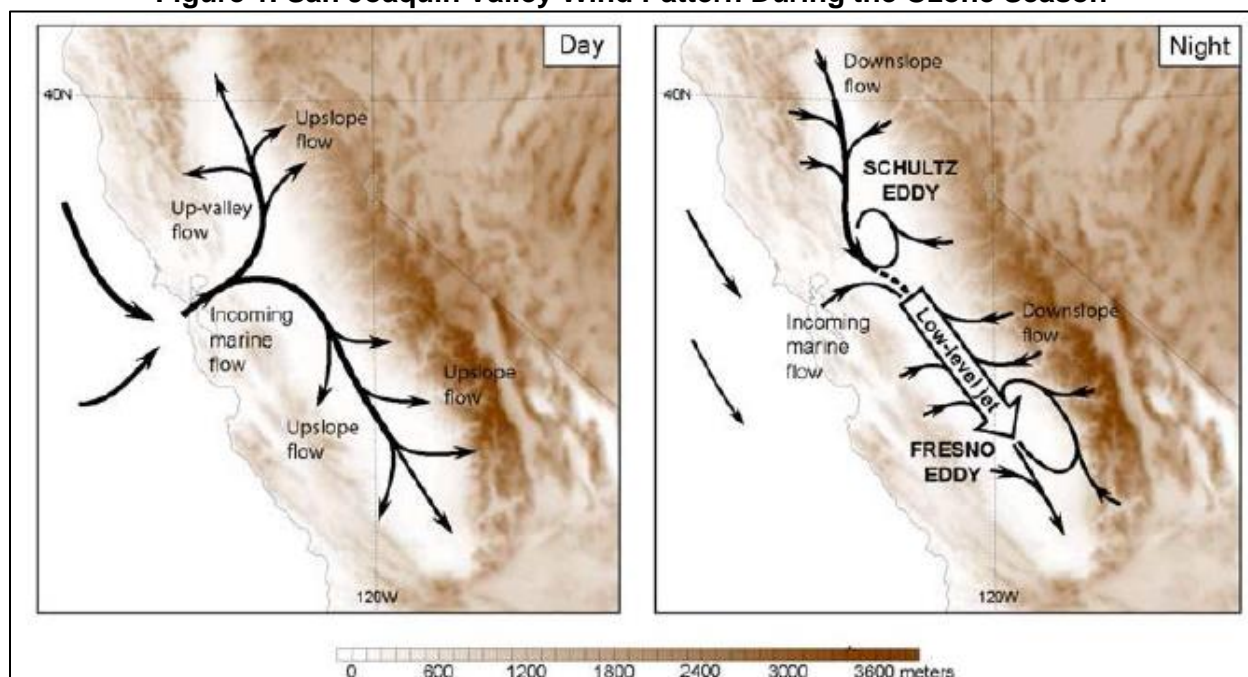 Figure 1: San Joaquin Valley Wind Pattern During the Ozone Season
Day
40N
Upslope
flow
Up-valley
flow
Incoming
marine
flow
Upslope
flow
Upslope
flow
120W
Night
Downslope
flow
40N
SCHULTZ
EDDY
Incoming
marine
flow
Low-level jet
Downslope
flow
FRESNO
EDDY
120W
0 600 1200 1800 2400 3000 3600 meters